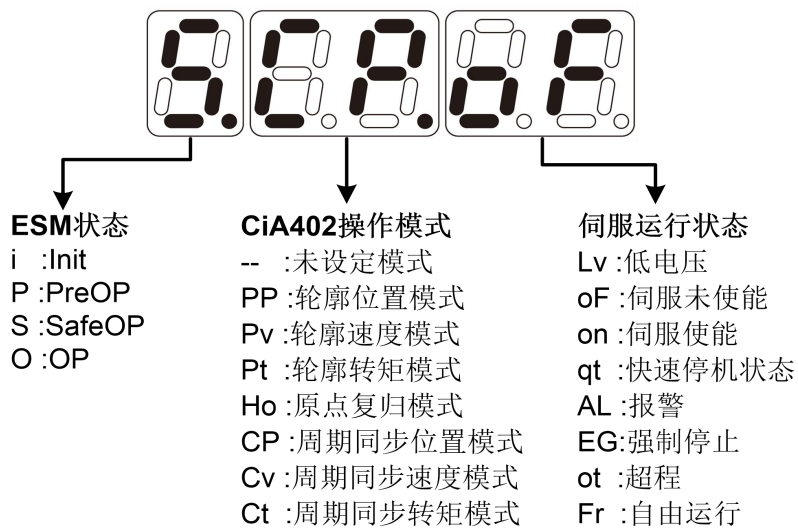 S.CP.oF
ESM状态
i :Init
P :PreOP
S :SafeOP
O :OP
CiA402操作模式
-- :未设定模式
PP :轮廓位置模式
Pv :轮廓速度模式
Pt :轮廓转矩模式
Ho :原点复归模式
CP :周期同步位置模式
Cv :周期同步速度模式
Ct :周期同步转矩模式
伺服运行状态
Lv :低电压
oF :伺服未使能
on :伺服使能
qt :快速停机状态
AL :报警
EG:强制停止
ot :超程
Fr :自由运行